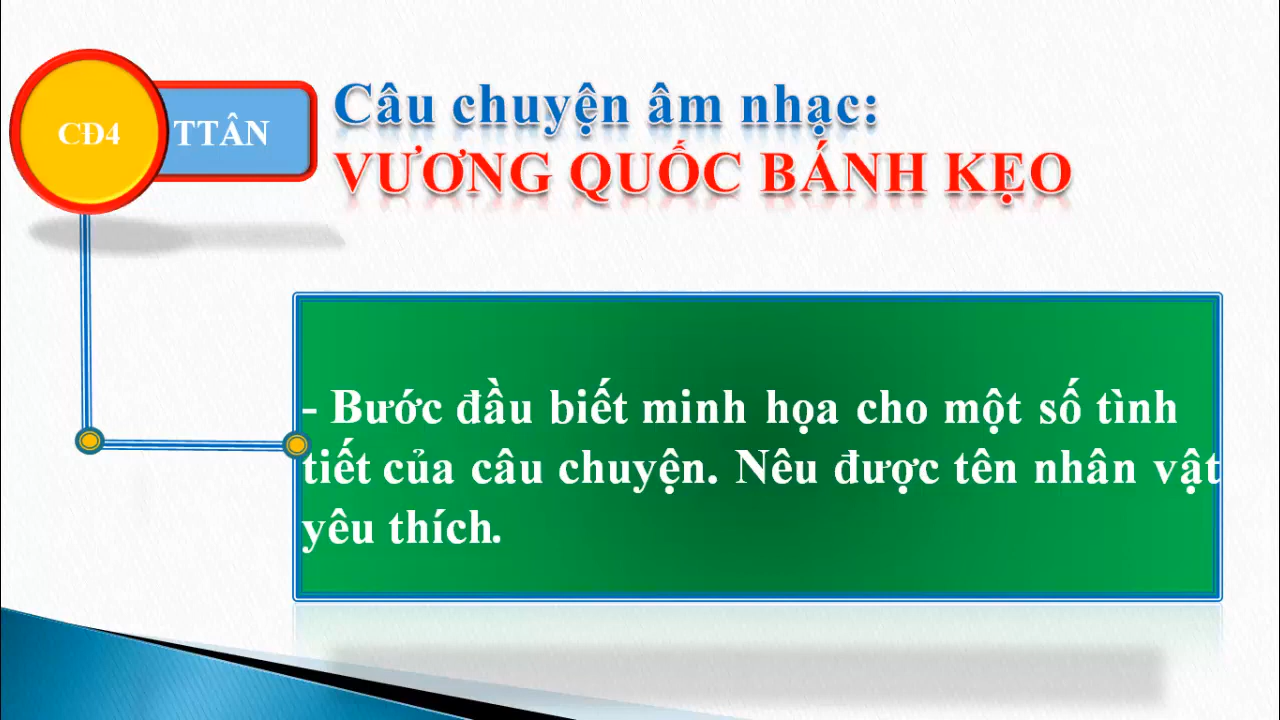 CĐ4
TTÂN
Câu chuyện âm nhạc:
VƯƠNG QUỐC BÁNH KẸO
- Bước đầu biết minh họa cho một số tình
tiết của câu chuyện. Nêu được tên nhân vật
yêu thích.